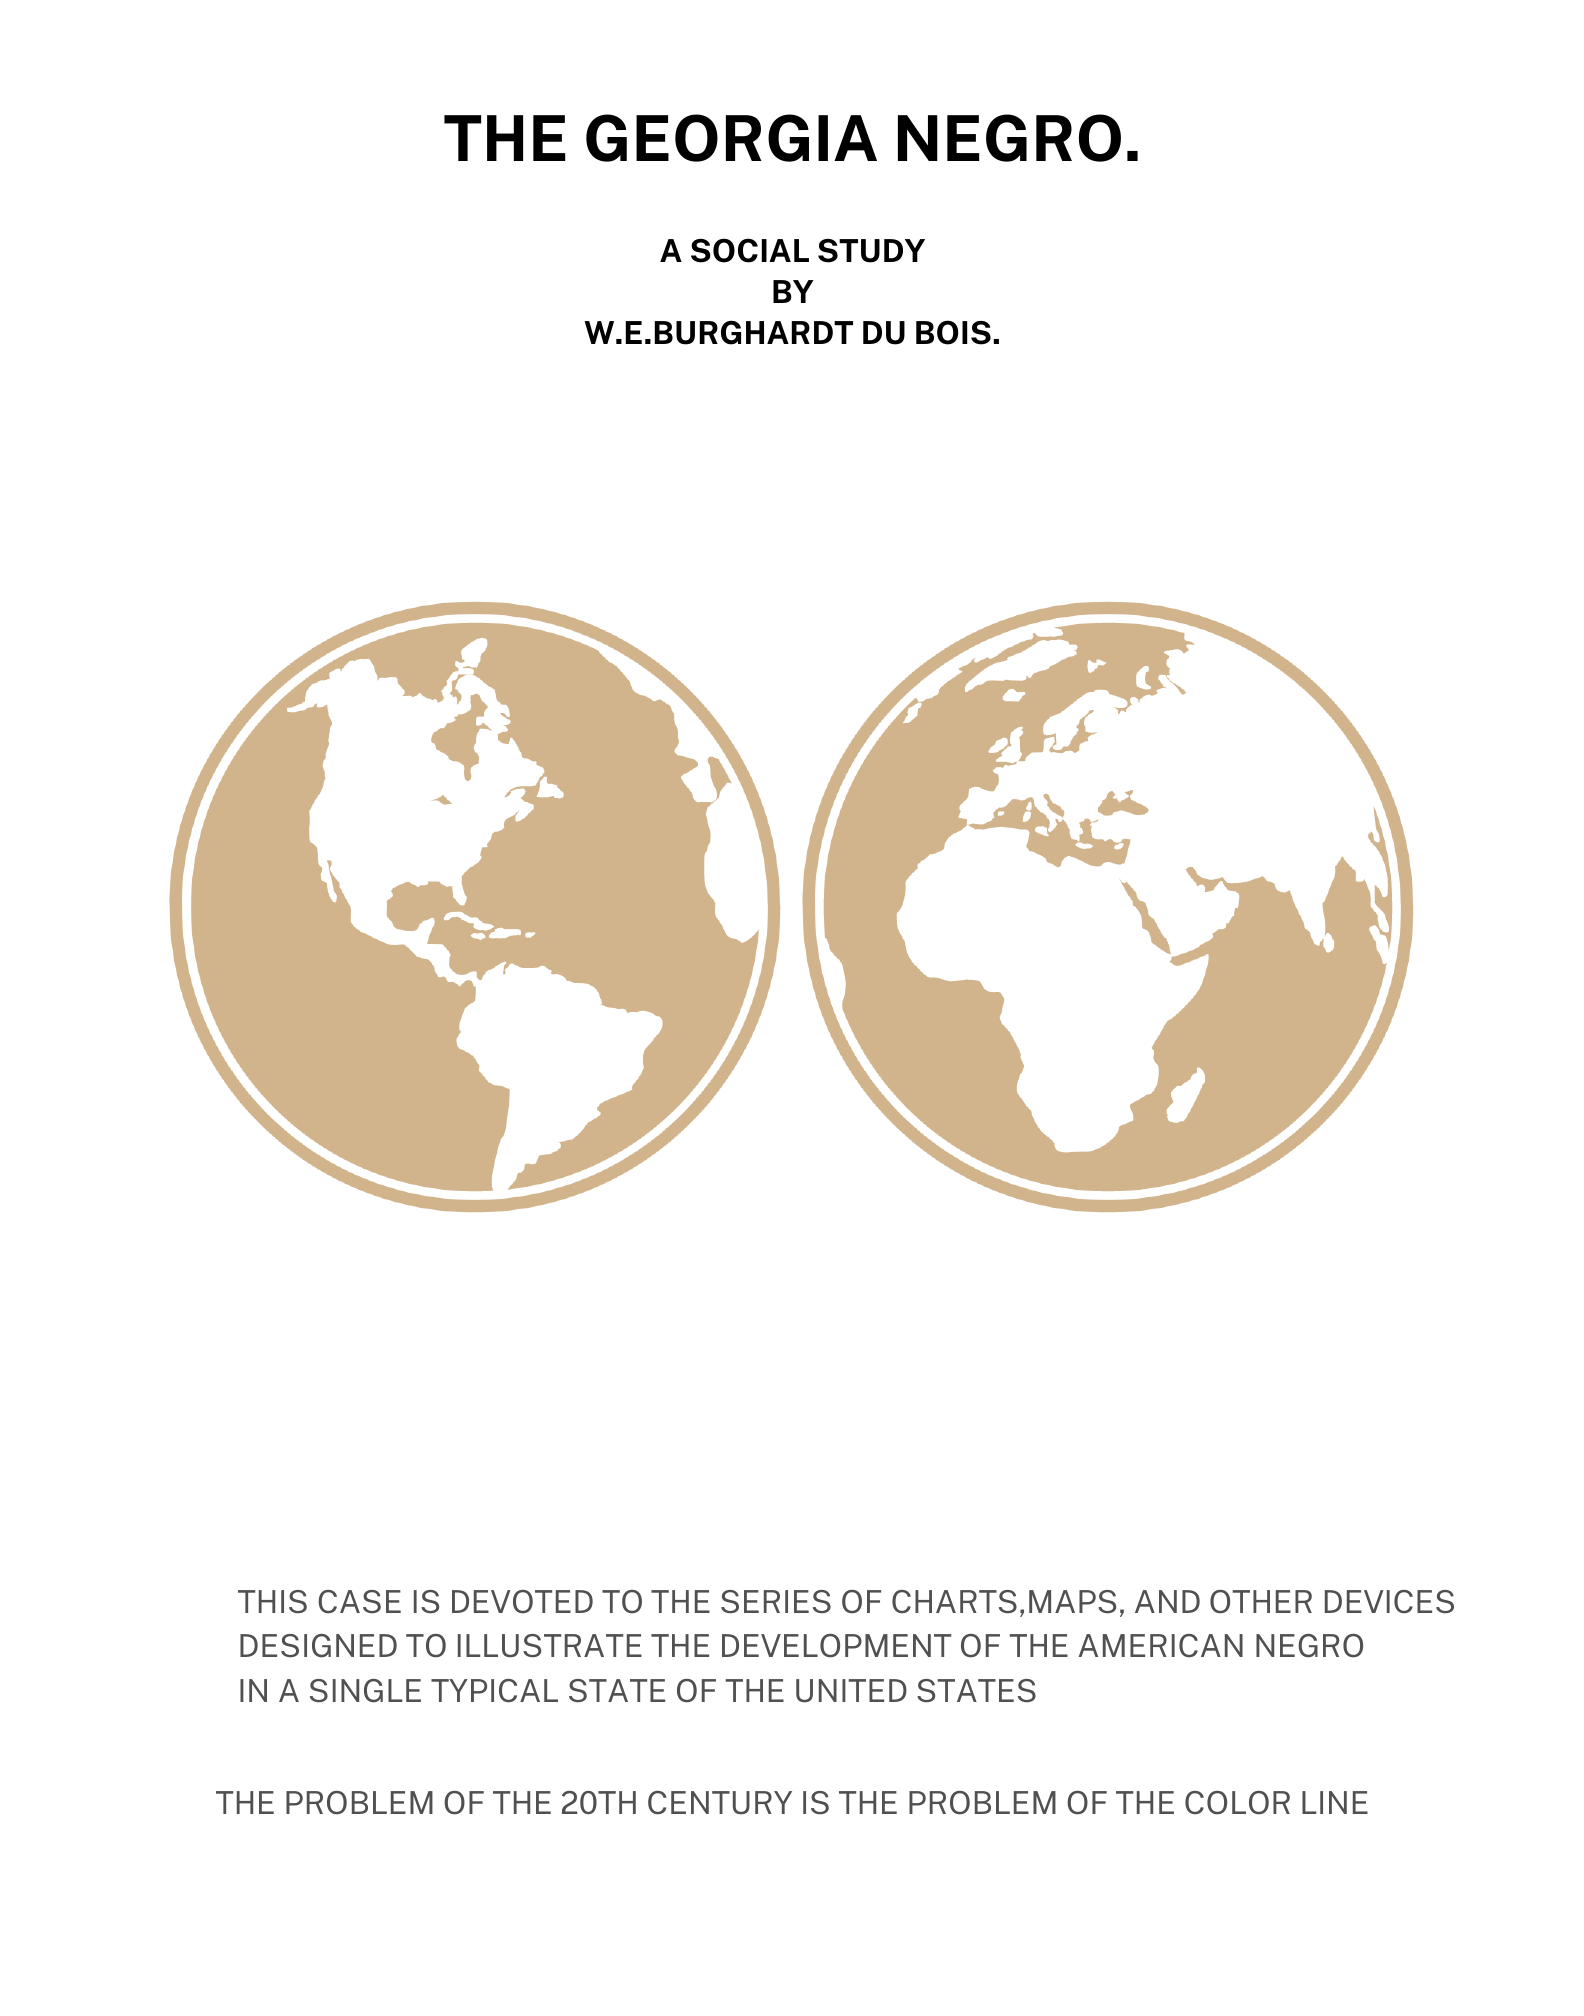 THE GEORGIA NEGRO.
A SOCIAL STUDY
BY
W.E.BURGHARDT DU BOIS.
THIS CASE IS DEVOTED TO THE SERIES OF CHARTS,MAPS, AND OTHER DEVICES
DESIGNED TO ILLUSTRATE THE DEVELOPMENT OF THE AMERICAN NEGRO
IN A SINGLE TYPICAL STATE OF THE UNITED STATES
THE PROBLEM OF THE 20TH CENTURY IS THE PROBLEM OF THE COLOR LINE